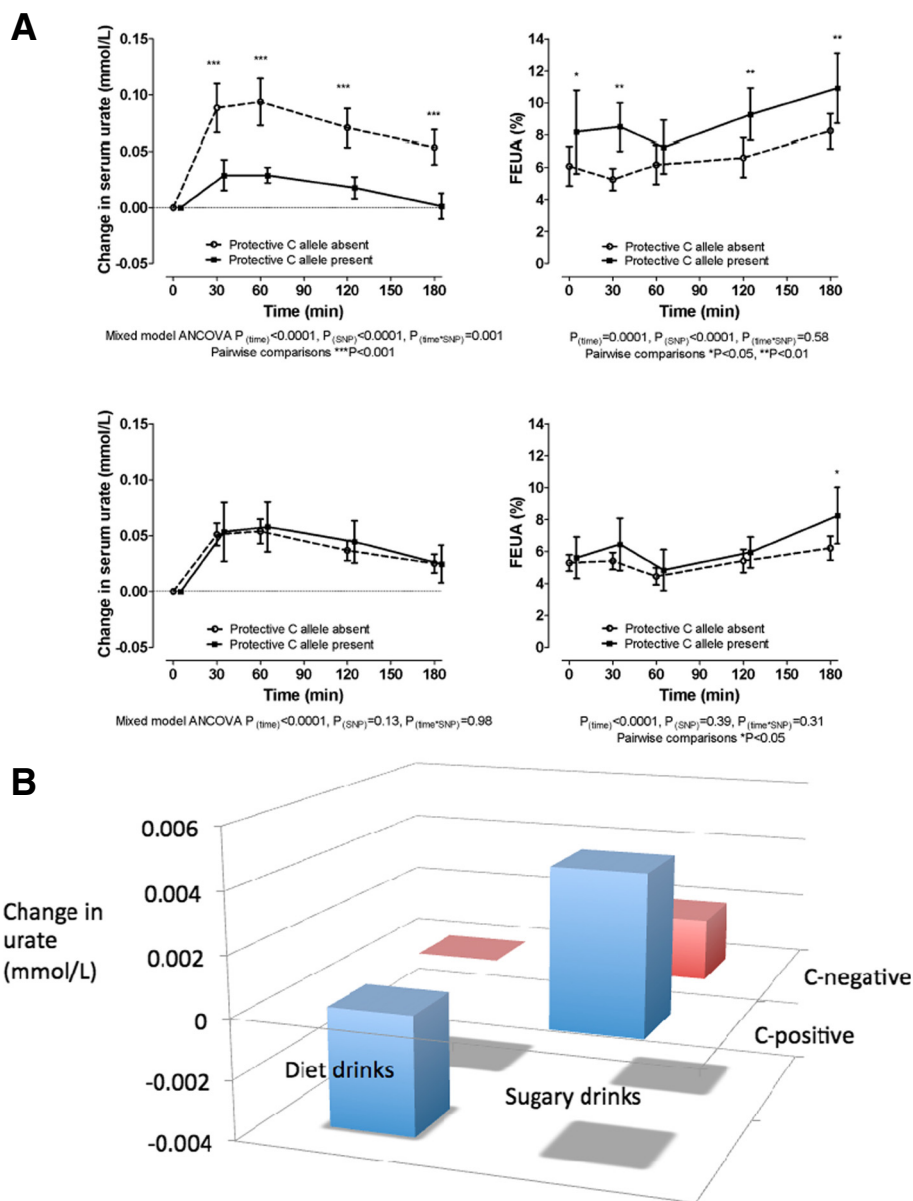 A
Change in serum urate (mmol/L)
0.15
0.10
0.05
0.00
-0.05
***
***
***
***
Protective C allele absent
Protective C allele present
0 30 60 90 120 150 180
Time (min)
Mixed model ANCOVA P(time)<0.0001, P(SNP)<0.0001, P(time*SNP)=0.001
Pairwise comparisons ***P<0.001
FEUA (%)
14
12
10
8
6
4
2
0
*
**
**
**
Protective C allele absent
Protective C allele present
0 30 60 90 120 150 180
Time (min)
P(time)=0.0001, P(SNP)<0.0001, P(time*SNP)=0.58
Pairwise comparisons *P<0.05, **P<0.01
Change in serum urate (mmol/L)
0.15
0.10
0.05
0.00
-0.05
Protective C allele absent
Protective C allele present
0 30 60 90 120 150 180
Time (min)
Mixed model ANCOVA P(time)<0.0001, P(SNP)=0.13, P(time*SNP)=0.98
FEUA (%)
14
12
10
8
6
4
2
0
*
Protective C allele absent
Protective C allele present
0 30 60 90 120 150 180
Time (min)
P(time)<0.0001, P(SNP)=0.39, P(time*SNP)=0.31
Pairwise comparisons *P<0.05
B
Change in
urate
(mmol/L)
0.006
0.004
0.002
0
-0.002
-0.004
Diet drinks
Sugary drinks
C-negative
C-positive